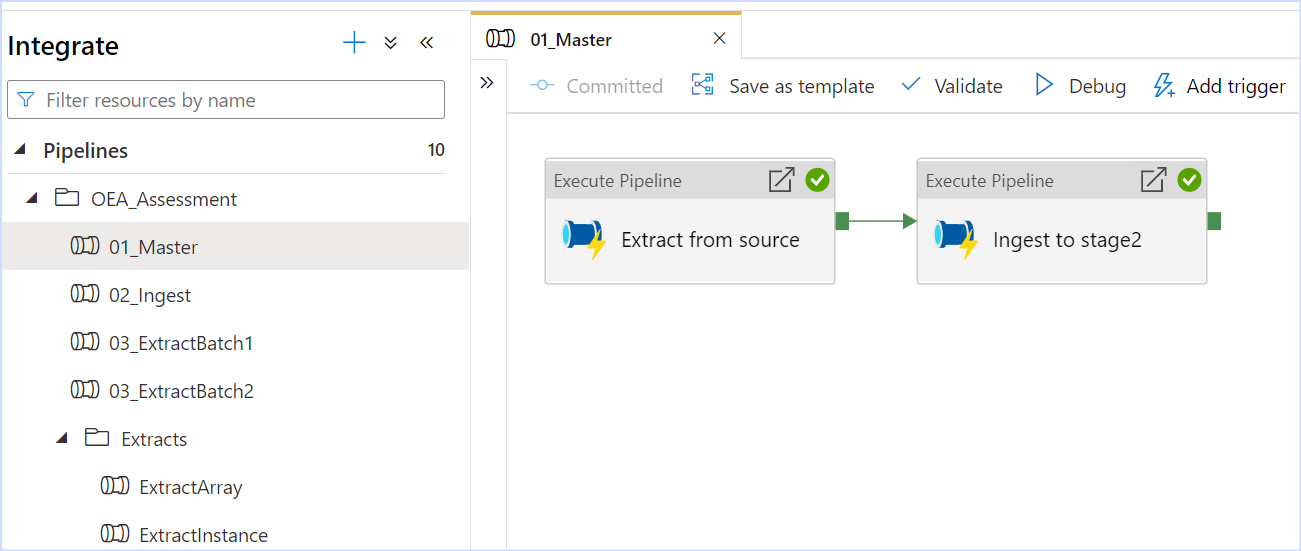 Integrate
Filter resources by name
Pipelines 10
OEA_Assessment
01_Master
02_Ingest
03_ExtractBatch1
03_ExtractBatch2
Extracts
ExtractArray
ExtractInstance
01_Master
Committed Save as template Validate Debug Add trigger
Execute Pipeline
Extract from source
Execute Pipeline
Ingest to stage2